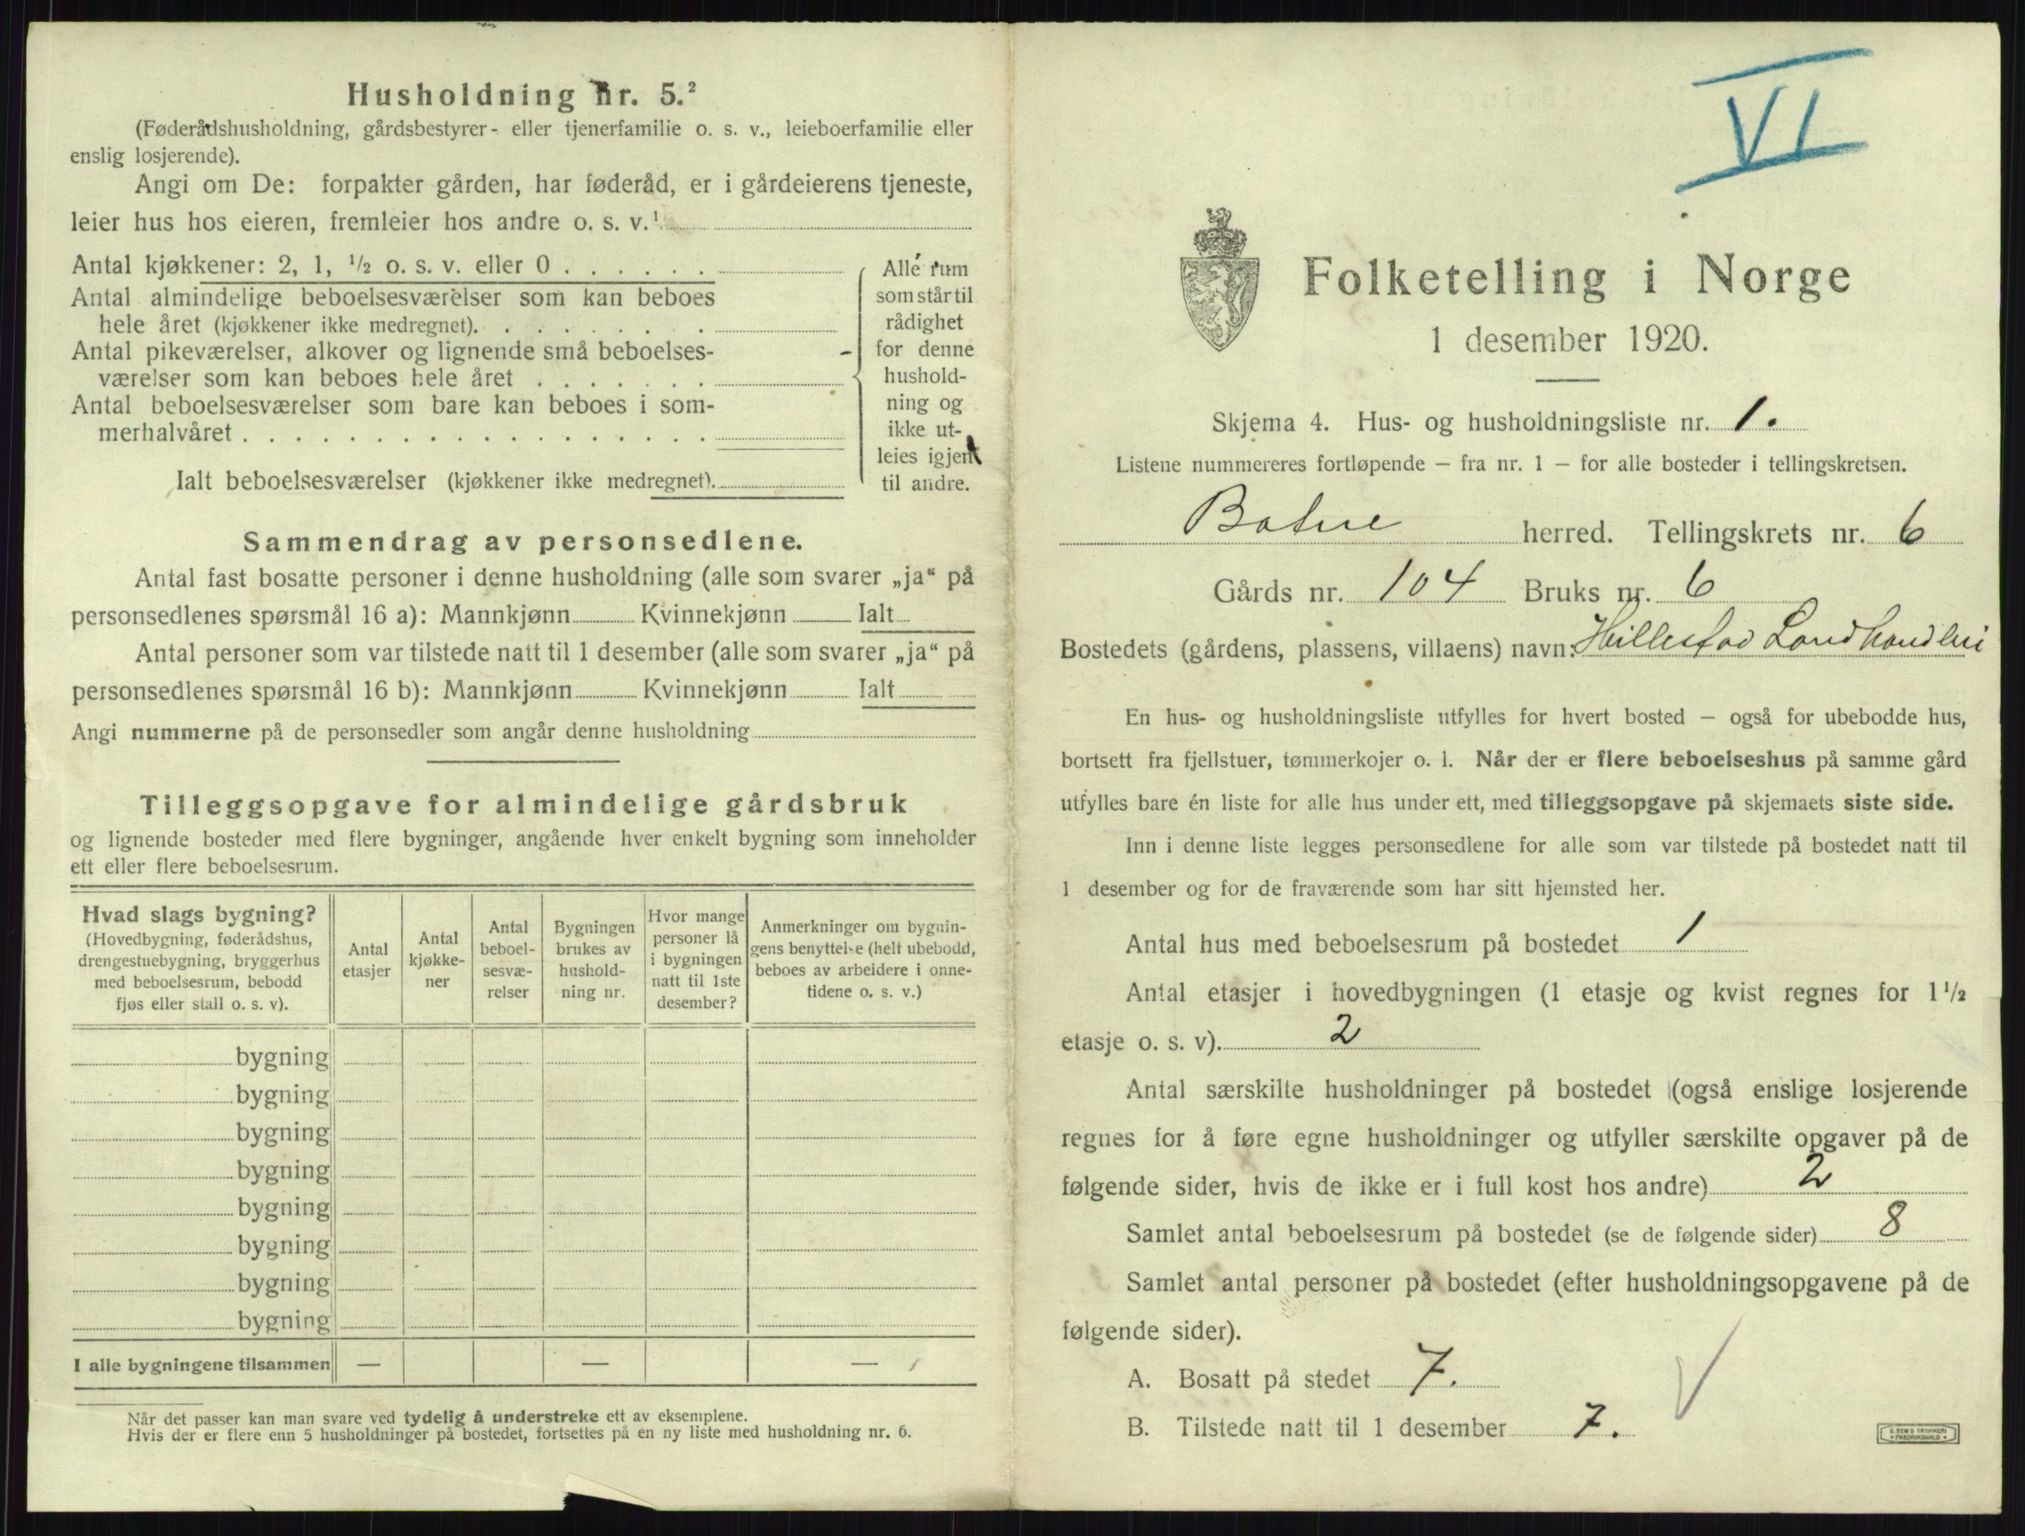 Husholdning nr. 5.²
(Føderådshusholdning, gårdsbestyrer- eller tjenerfamilie o. s. v., leieboerfamilie eller
enslig losjerende).
Angi om De: forpakter gården, har føderåd, er i gårdeierens tjeneste,
leier hus hos eieren, fremleier hos andre o. s. v.¹
Antal kjøkkener: 2, 1, ½ o. s. v. eller 0 . . . . . .
Antal almindelige beboelsesværelser som kan beboes
hele året (kjøkkener ikke medregnet). . . . . . . . .
Antal pikeværelser, alkover og lignende små beboelses-
værelser som kan beboes hele året . . . . . . .
Antal beboelsesværelser som bare kan beboes i som-
merhalvåret . . . . . . . . . . . . . . . . . .
Ialt beboelsesværelser (kjøkkener ikke medregnet).
Alle rum
som står til
rådighet
for denne
hushold-
ning og
ikke ut-
leies igjen
til andre.
Sammendrag av personsedlene.
Antal fast bosatte personer i denne husholdning (alle som svarer „ja“ på
personsedlenes spørsmål 16 a): Mannkjønn Kvinnekjønn Ialt
Antal personer som var tilstede natt til 1 desember (alle som svarer „ja“ på
personsedlenes spørsmål 16 b): Mannkjønn Kvinnekjønn Ialt
Angi nummerne på de personsedler som angår denne husholdning
Tilleggsopgave for almindelige gårdsbruk
og lignende bosteder med flere bygninger, angående hver enkelt bygning som inneholder
ett eller flere beboelsesrum.
Hvad slags bygning?
(Hovedbygning, føderådshus,
drengestuebygning, bryggerhus
med beboelsesrum, bebodd
fjøs eller stall o. s. v).
Antal
etasjer
Antal
kjøkke-
ner
Antal
beboel-
sesvæ-
relser
Bygningen
brukes av
hushold-
ning nr.
Hvor mange
personer lå
i bygningen
natt til 1ste
desember?
Anmerkninger om bygnin-
gens benyttelse (helt ubebodd,
beboes av arbeidere i onne-
tidene o. s. v.)
bygning
bygning
bygning
bygning
bygning
bygning
bygning
bygning
I alle bygningene tilsammen — — —
Når det passer kan man svare ved tydelig å understreke ett av eksemplene.
Hvis der er flere enn 5 husholdninger på bostedet, fortsettes på en ny liste med husholdning nr. 6.
VI
Folketelling i Norge
1 desember 1920.
Skjema 4. Hus- og husholdningsliste nr. 1.
Listene nummereres fortløpende – fra nr. 1 – for alle bosteder i tellingskretsen.
Botne herred. Tellingskrets nr. 6
Gårds nr. 104 Bruks nr. 6
Bostedets (gårdens, plassens, villaens) navn: Hillestad Landhandleri
En hus- og husholdningsliste utfylles for hvert bosted – også for ubebodde hus,
bortsett fra fjellstuer, tømmerkojer o. l. Når der er flere beboelseshus på samme gård
utfylles bare én liste for alle hus under ett, med tilleggsopgave på skjemaets siste side.
Inn i denne liste legges personsedlene for alle som var tilstede på bostedet natt til
1 desember og for de fraværende som har sitt hjemsted her.
Antal hus med beboelsesrum på bostedet 1
Antal etasjer i hovedbygningen (1 etasje og kvist regnes for 1½
etasje o. s. v). 2
Antal særskilte husholdninger på bostedet (også enslige losjerende
regnes for å føre egne husholdninger og utfyller særskilte opgaver på de
følgende sider, hvis de ikke er i full kost hos andre) 2
Samlet antal beboelsesrum på bostedet (se de følgende sider) 8
Samlet antal personer på bostedet (efter husholdningsopgavene på de
følgende sider).
A. Bosatt på stedet 7.
B. Tilstede natt til 1 desember 7.